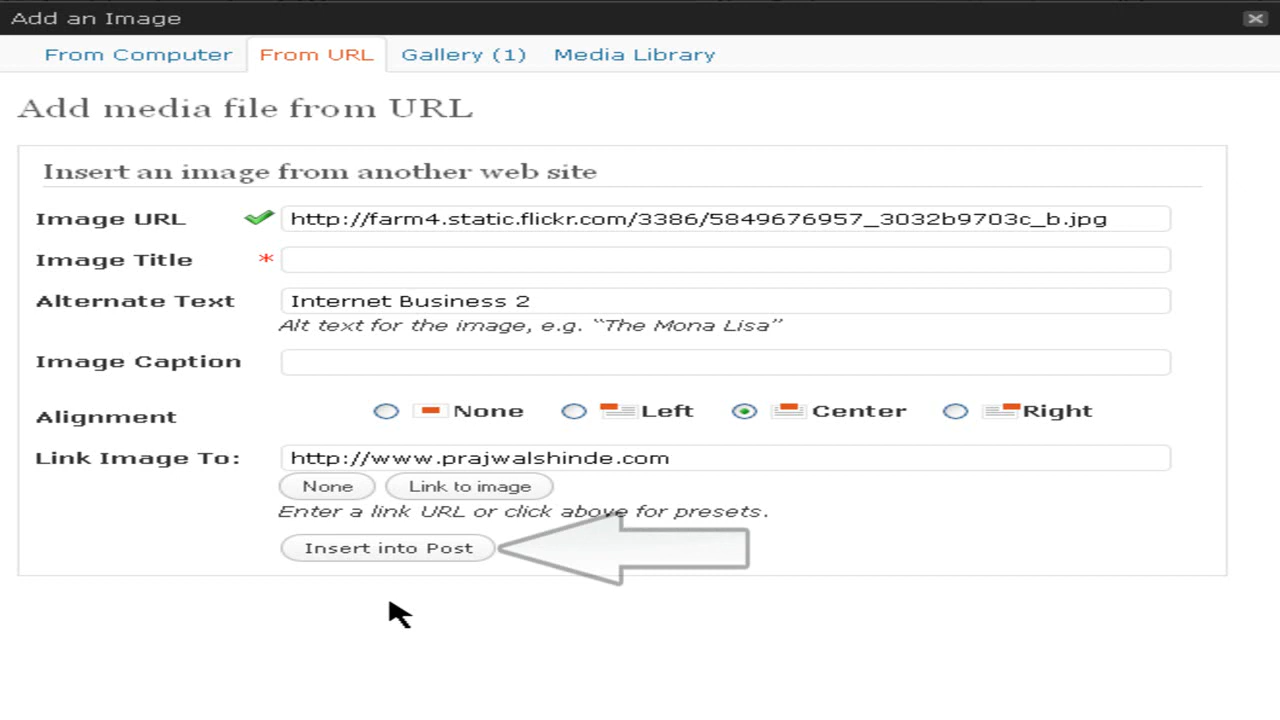 Add an Image
From Computer From URL Gallery (1) Media Library
Add media file from URL
Insert an image from another web site
Image URL http://farm4.static.flickr.com/3386/5849676957_3032b9703c_b.jpg
Image Title *
Alternate Text Internet Business 2
Alt text for the image, e.g. “The Mona Lisa”
Image Caption
Alignment None Left Center Right
Link Image To: http://www.prajwalshinde.com
None Link to image
Enter a link URL or click above for presets.
Insert into Post